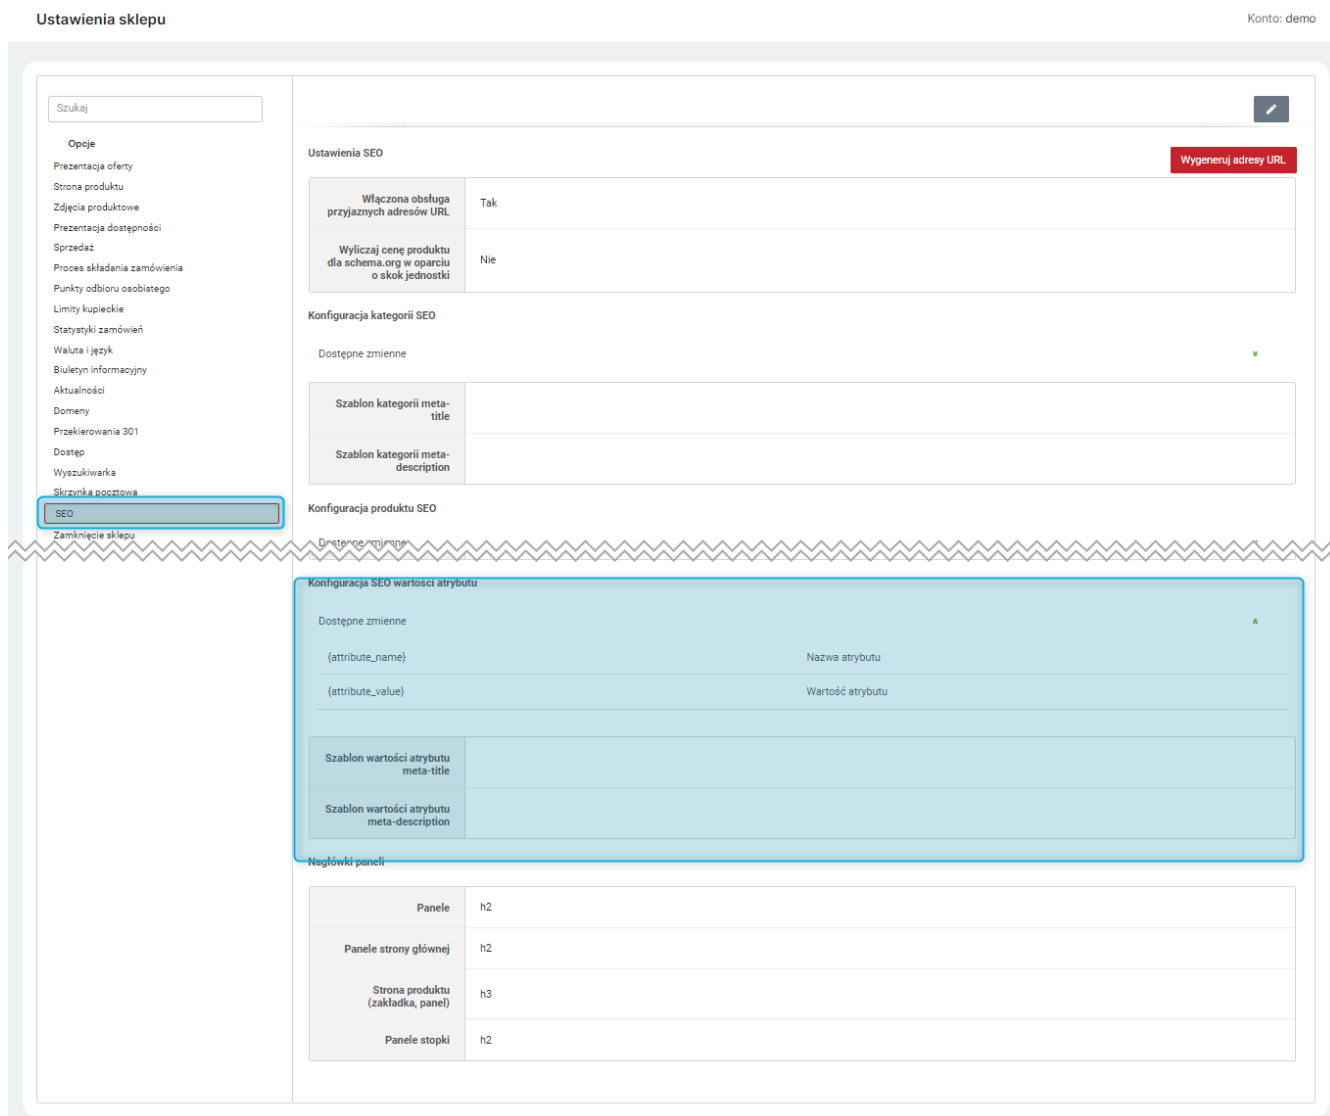 Ustawienia sklepu
Konto: demo
Szukaj
Opcje
Prezentacja oferty
Strona produktu
Zdjęcia produktowe
Prezentacja dostępności
Sprzedaż
Proces składania zamówienia
Punkty odbioru osobistego
Limity kupieckie
Statystyki zamówień
Waluta i język
Biuletyn informacyjny
Aktualności
Domeny
Przekierowania 301
Dostęp
Wyszukiwarka
Skrzynka pocztowa
SEO
Zamknięcie sklepu
Ustawienia SEO
Wygeneruj adresy URL
Włączona obsługa
przyjaznych adresów URL
Tak
Wyliczaj cenę produktu
dla schema.org w oparciu
o skok jednostki
Nie
Konfiguracja kategorii SEO
Dostępne zmienne
Szablon kategorii meta-
title
Szablon kategorii meta-
description
Konfiguracja produktu SEO
Dostępne zmienne
Konfiguracja SEO wartości atrybutu
Dostępne zmienne
{attribute_name}
Nazwa atrybutu
{attribute_value}
Wartość atrybutu
Szablon wartości atrybutu
meta-title
Szablon wartości atrybutu
meta-description
Nagłówki paneli
Panele
h2
Panele strony głównej
h2
Strona produktu
(zakładka, panel)
h3
Panele stopki
h2